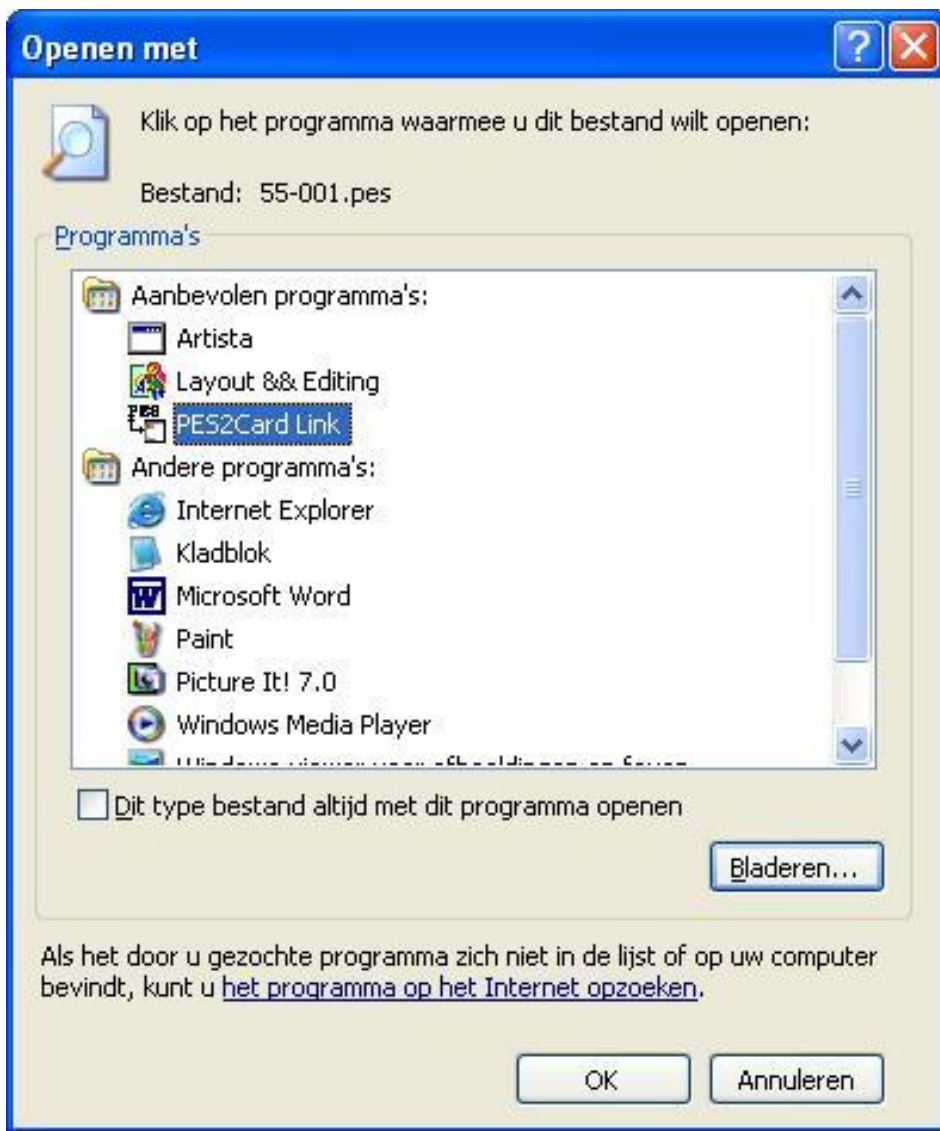 Openen met
Klik op het programma waarmee u dit bestand wilt openen:
Bestand: 55-001.pes
Programma's
Aanbevolen programma's:
Artista
Layout && Editing
PES2Card Link
Andere programma's:
Internet Explorer
Kladblok
Microsoft Word
Paint
Picture It! 7.0
Windows Media Player
Dit type bestand altijd met dit programma openen
Bladeren...
Als het door u gezochte programma zich niet in de lijst of op uw computer
bevindt, kunt u het programma op het Internet opzoeken.
OK Annuleren